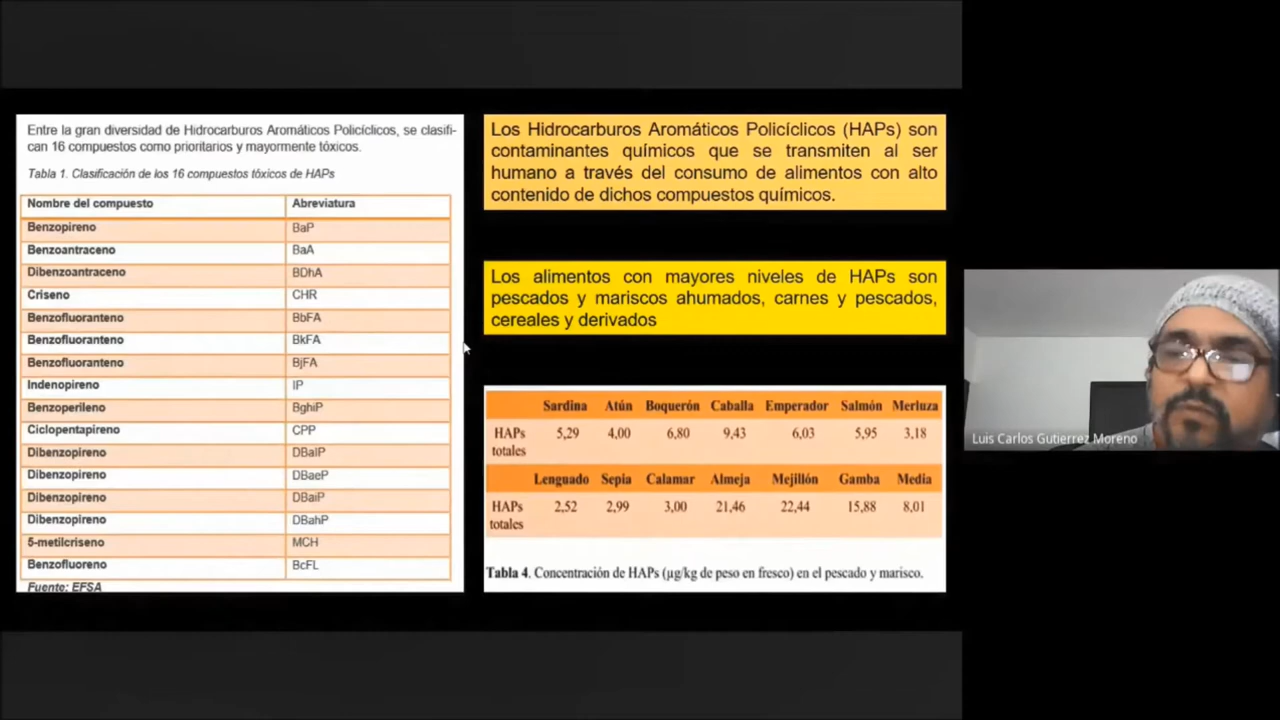 Entre la gran diversidad de Hidrocarburos Aromáticos Policíclicos, se clasifi-
can 16 compuestos como prioritarios y mayormente tóxicos.
Tabla 1. Clasificación de los 16 compuestos tóxicos de HAPs
Nombre del compuesto Abreviatura
Benzopireno BaP
Benzoantraceno BaA
Dibenzoantraceno BDhA
Criseno CHR
Benzofluoranteno BbFA
Benzofluoranteno BkFA
Benzofluoranteno BjFA
Indenopireno IP
Benzoperileno BghiP
Ciclopentapireno CPP
Dibenzopireno DBalP
Dibenzopireno DBaeP
Dibenzopireno DBaiP
Dibenzopireno DBahP
5-metilcriseno MCH
Benzofluoreno BcFL
Fuente: EFSA
Los Hidrocarburos Aromáticos Policíclicos (HAPs) son
contaminantes químicos que se transmiten al ser
humano a través del consumo de alimentos con alto
contenido de dichos compuestos químicos.
Los alimentos con mayores niveles de HAPs son
pescados y mariscos ahumados, carnes y pescados,
cereales y derivados
Sardina Atún Boquerón Caballa Emperador Salmón Merluza
HAPs 5,29 4,00 6,80 9,43 6,03 5,95 3,18
totales
Lenguado Sepia Calamar Almeja Mejillón Gamba Media
HAPs 2,52 2,99 3,00 21,46 22,44 15,88 8,01
totales
Tabla 4. Concentración de HAPs (µg/kg de peso en fresco) en el pescado y marisco.
Luis Carlos Gutierrez Moreno